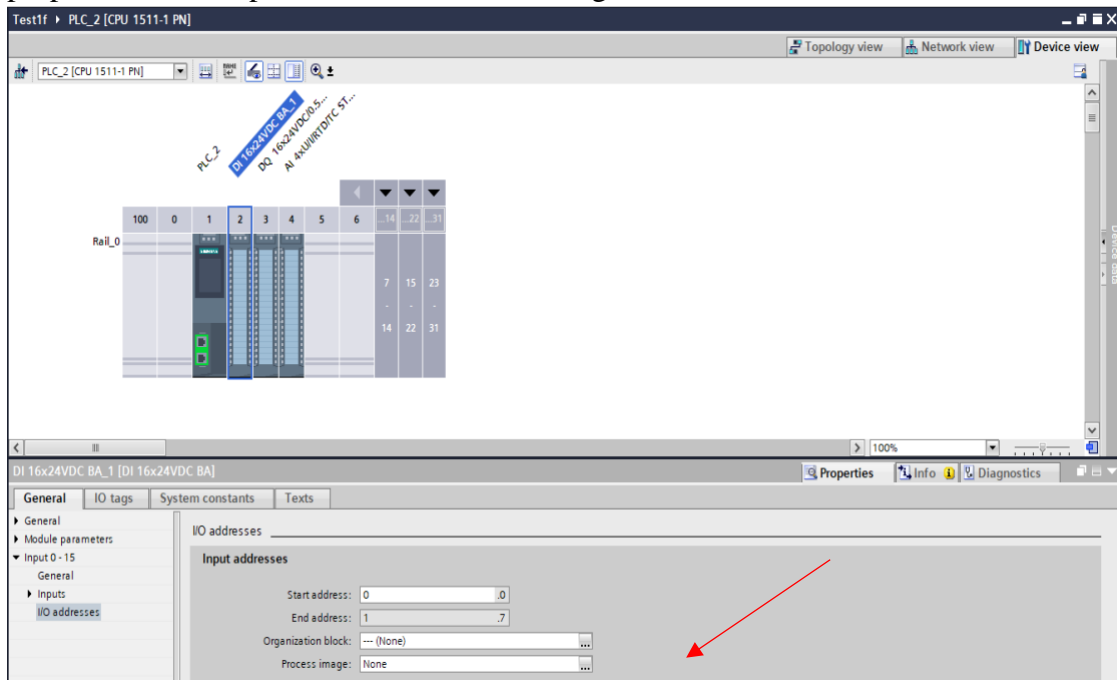 Test1f ▸ PLC_2 [CPU 1511-1 PN]
Topology view Network view Device view
PLC_2 [CPU 1511-1 PN]
PLC_2
DI 16x24VDC BA_1
DQ 16x24VDC/0.5...
AI 4xU/I/RTD/TC ST...
100 0 1 2 3 4 5 6 ...14 ...22 ...31
Rail_0
7 15 23
- - -
14 22 31
Device data
100%
DI 16x24VDC BA_1 [DI 16x24VDC BA]
Properties Info Diagnostics
General IO tags System constants Texts
General
Module parameters
Input 0 - 15
General
Inputs
I/O addresses
I/O addresses
Input addresses
Start address: 0 .0
End address: 1 .7
Organization block: --- (None) ...
Process image: None ...